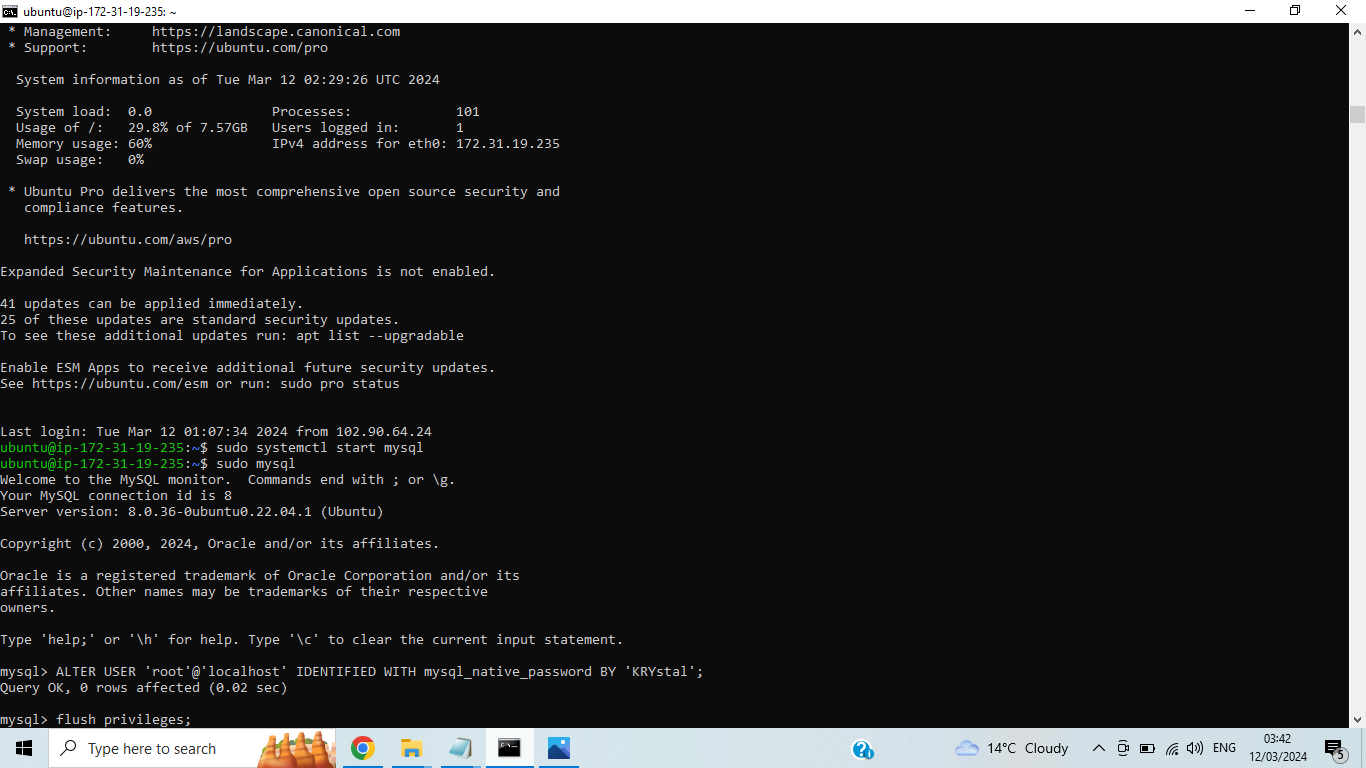 ubuntu@ip-172-31-19-235: ~
* Management:     https://landscape.canonical.com
* Support:        https://ubuntu.com/pro
System information as of Tue Mar 12 02:29:26 UTC 2024
System load:  0.0               Processes:             101
Usage of /:   29.8% of 7.57GB   Users logged in:       1
Memory usage: 60%               IPv4 address for eth0: 172.31.19.235
Swap usage:   0%
* Ubuntu Pro delivers the most comprehensive open source security and
compliance features.
https://ubuntu.com/aws/pro
Expanded Security Maintenance for Applications is not enabled.
41 updates can be applied immediately.
25 of these updates are standard security updates.
To see these additional updates run: apt list --upgradable
Enable ESM Apps to receive additional future security updates.
See https://ubuntu.com/esm or run: sudo pro status
Last login: Tue Mar 12 01:07:34 2024 from 102.90.64.24
ubuntu@ip-172-31-19-235:~$ sudo systemctl start mysql
ubuntu@ip-172-31-19-235:~$ sudo mysql
Welcome to the MySQL monitor.  Commands end with ; or \g.
Your MySQL connection id is 8
Server version: 8.0.36-0ubuntu0.22.04.1 (Ubuntu)
Copyright (c) 2000, 2024, Oracle and/or its affiliates.
Oracle is a registered trademark of Oracle Corporation and/or its
affiliates. Other names may be trademarks of their respective
owners.
Type 'help;' or '\h' for help. Type '\c' to clear the current input statement.
mysql> ALTER USER 'root'@'localhost' IDENTIFIED WITH mysql_native_password BY 'KRYstal';
Query OK, 0 rows affected (0.02 sec)
mysql> flush privileges;
Type here to search
14°C Cloudy
ENG
03:42
12/03/2024
5